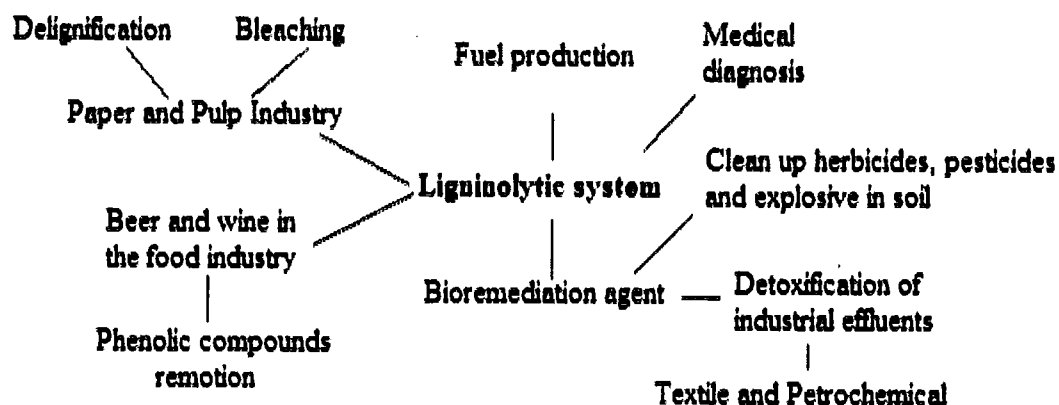 Delignification
Bleaching
Fuel production
Medical
diagnosis
Paper and Pulp Industry
Clean up herbicides, pesticides
and explosive in soil
Ligninolytic system
Beer and wine in
the food industry
Bioremediation agent
Detoxification of
industrial effluents
Phenolic compounds
remotion
Textile and Petrochemical